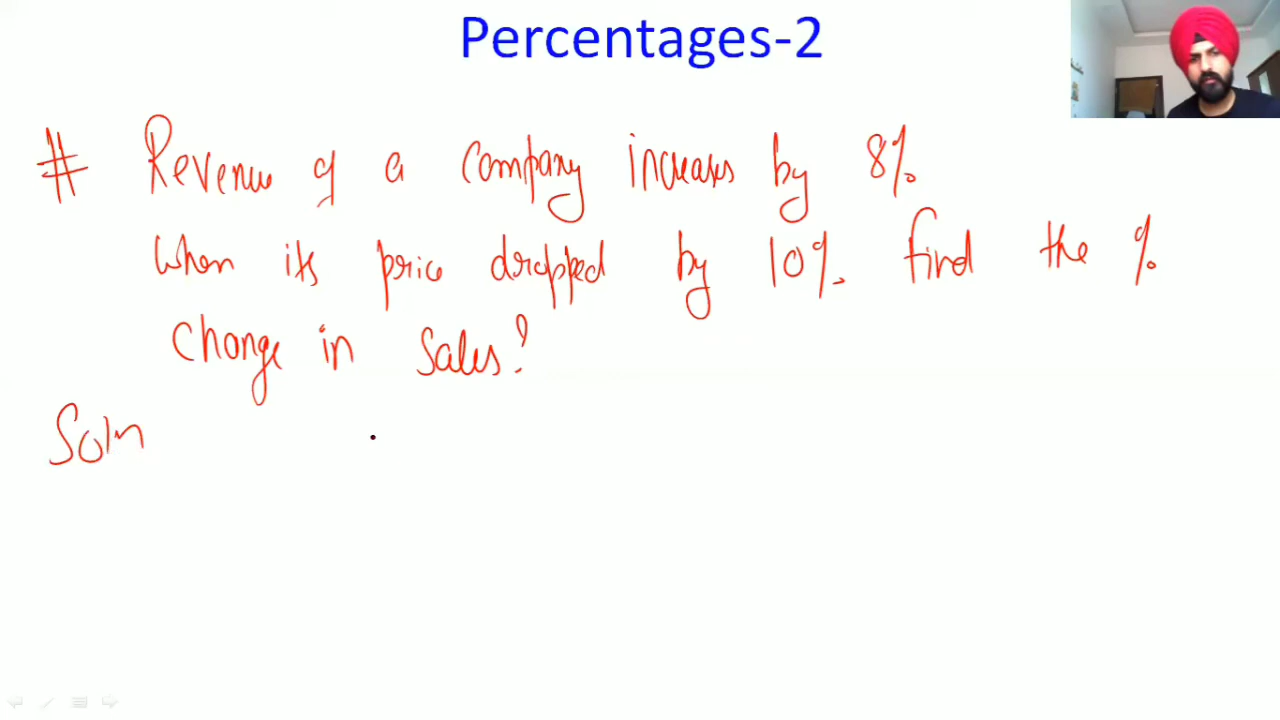 Percentages-2
# Revenue of a company increases by 8%
when its price dropped by 10%. find the %
change in sales?
Soln